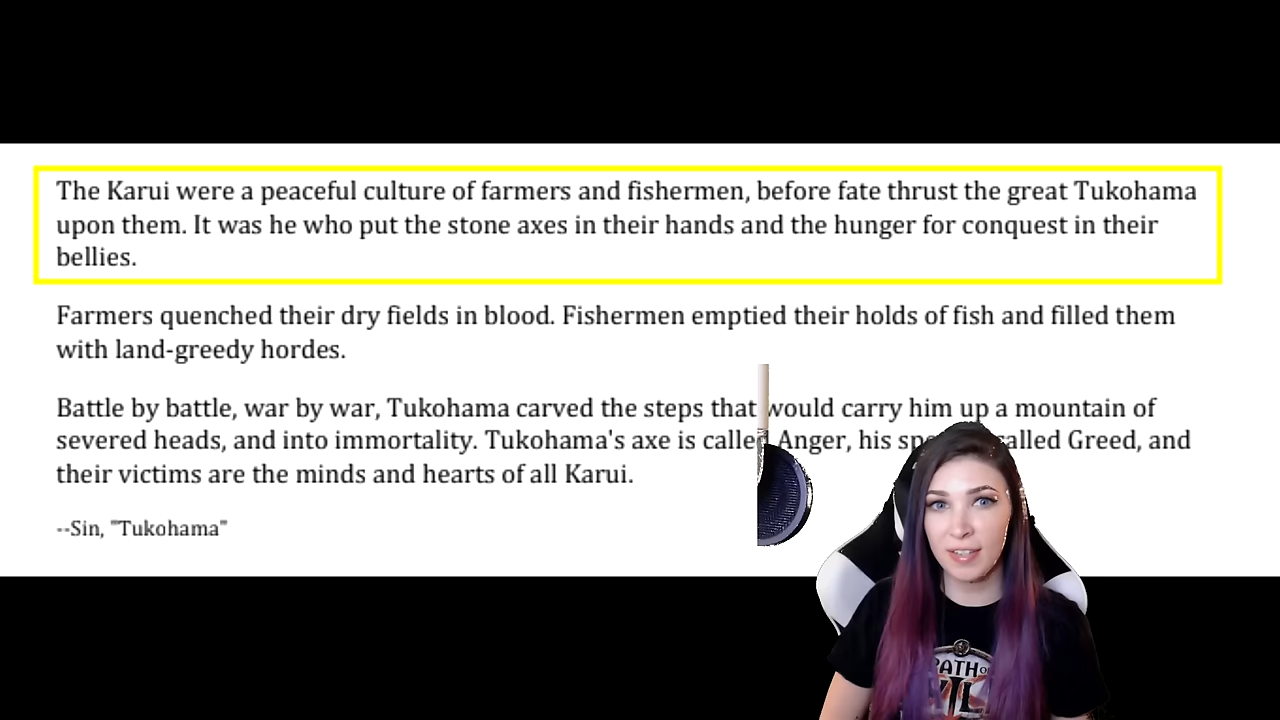 The Karui were a peaceful culture of farmers and fishermen, before fate thrust the great Tukohama
upon them. It was he who put the stone axes in their hands and the hunger for conquest in their
bellies.
Farmers quenched their dry fields in blood. Fishermen emptied their holds of fish and filled them
with land-greedy hordes.
Battle by battle, war by war, Tukohama carved the steps that would carry him up a mountain of
severed heads, and into immortality. Tukohama's axe is called Anger, his called Greed, and
their victims are the minds and hearts of all Karui.
--Sin, "Tukohama"
PATH OF